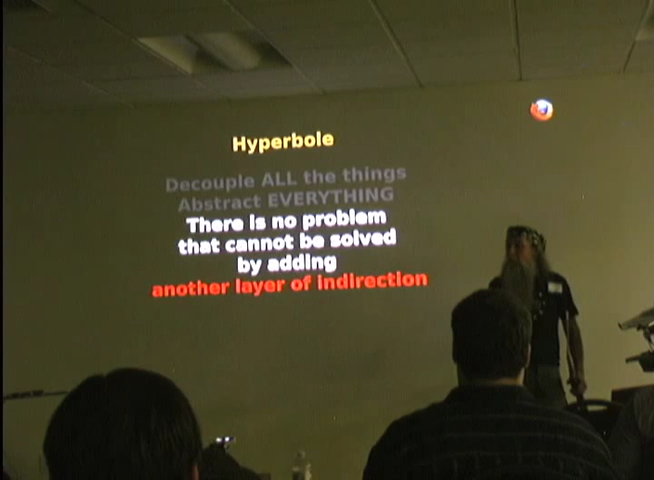 Hyperbole
Decouple ALL the things
Abstract EVERYTHING
There is no problem
that cannot be solved
by adding
another layer of indirection